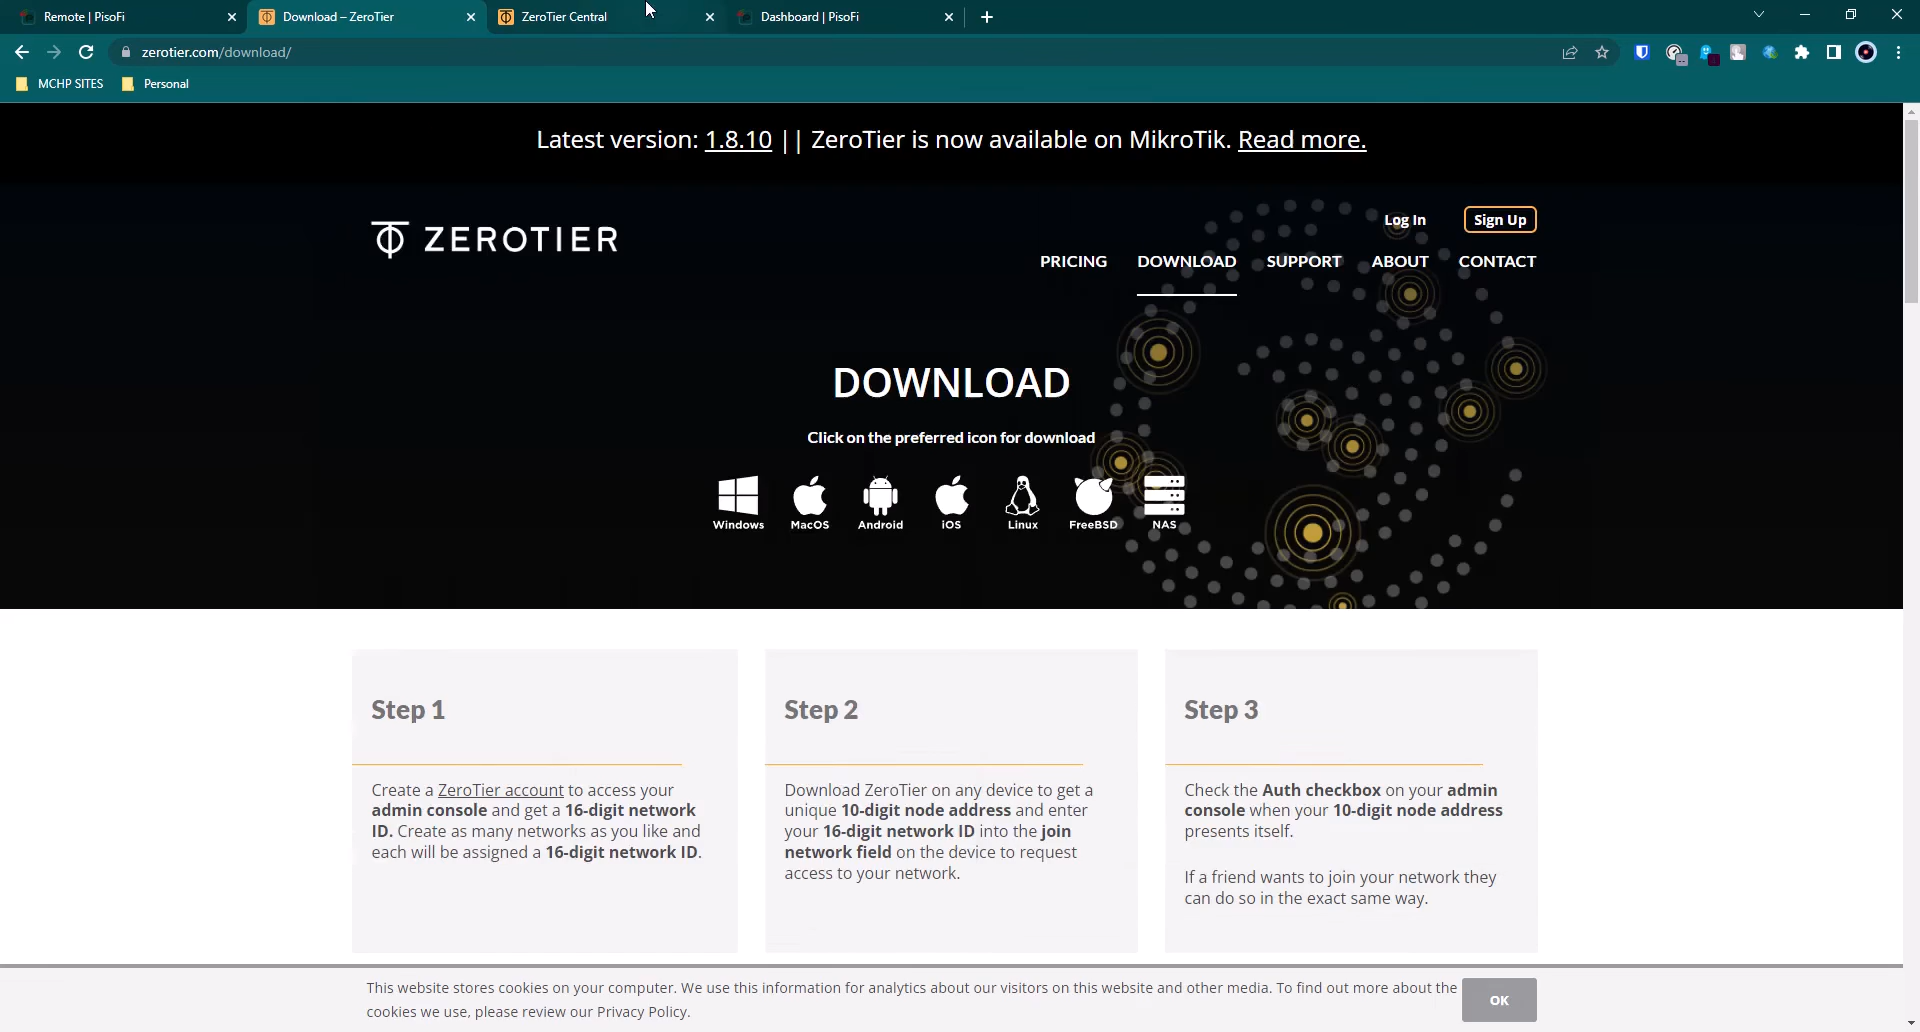 Remote | PisoFi
Download – ZeroTier
ZeroTier Central
Dashboard | PisoFi
zerotier.com/download/
MCHP SITES
Personal
Latest version: 1.8.10 || ZeroTier is now available on MikroTik. Read more.
ZEROTIER
Log In
Sign Up
PRICING
DOWNLOAD
SUPPORT
ABOUT
CONTACT
DOWNLOAD
Click on the preferred icon for download
Windows
MacOS
Android
iOS
Linux
FreeBSD
NAS
Step 1
Create a ZeroTier account to access your
admin console and get a 16-digit network
ID. Create as many networks as you like and
each will be assigned a 16-digit network ID.
Step 2
Download ZeroTier on any device to get a
unique 10-digit node address and enter
your 16-digit network ID into the join
network field on the device to request
access to your network.
Step 3
Check the Auth checkbox on your admin
console when your 10-digit node address
presents itself.
If a friend wants to join your network they
can do so in the exact same way.
This website stores cookies on your computer. We use this information for analytics about our visitors on this website and other media. To find out more about the
cookies we use, please review our Privacy Policy.
OK